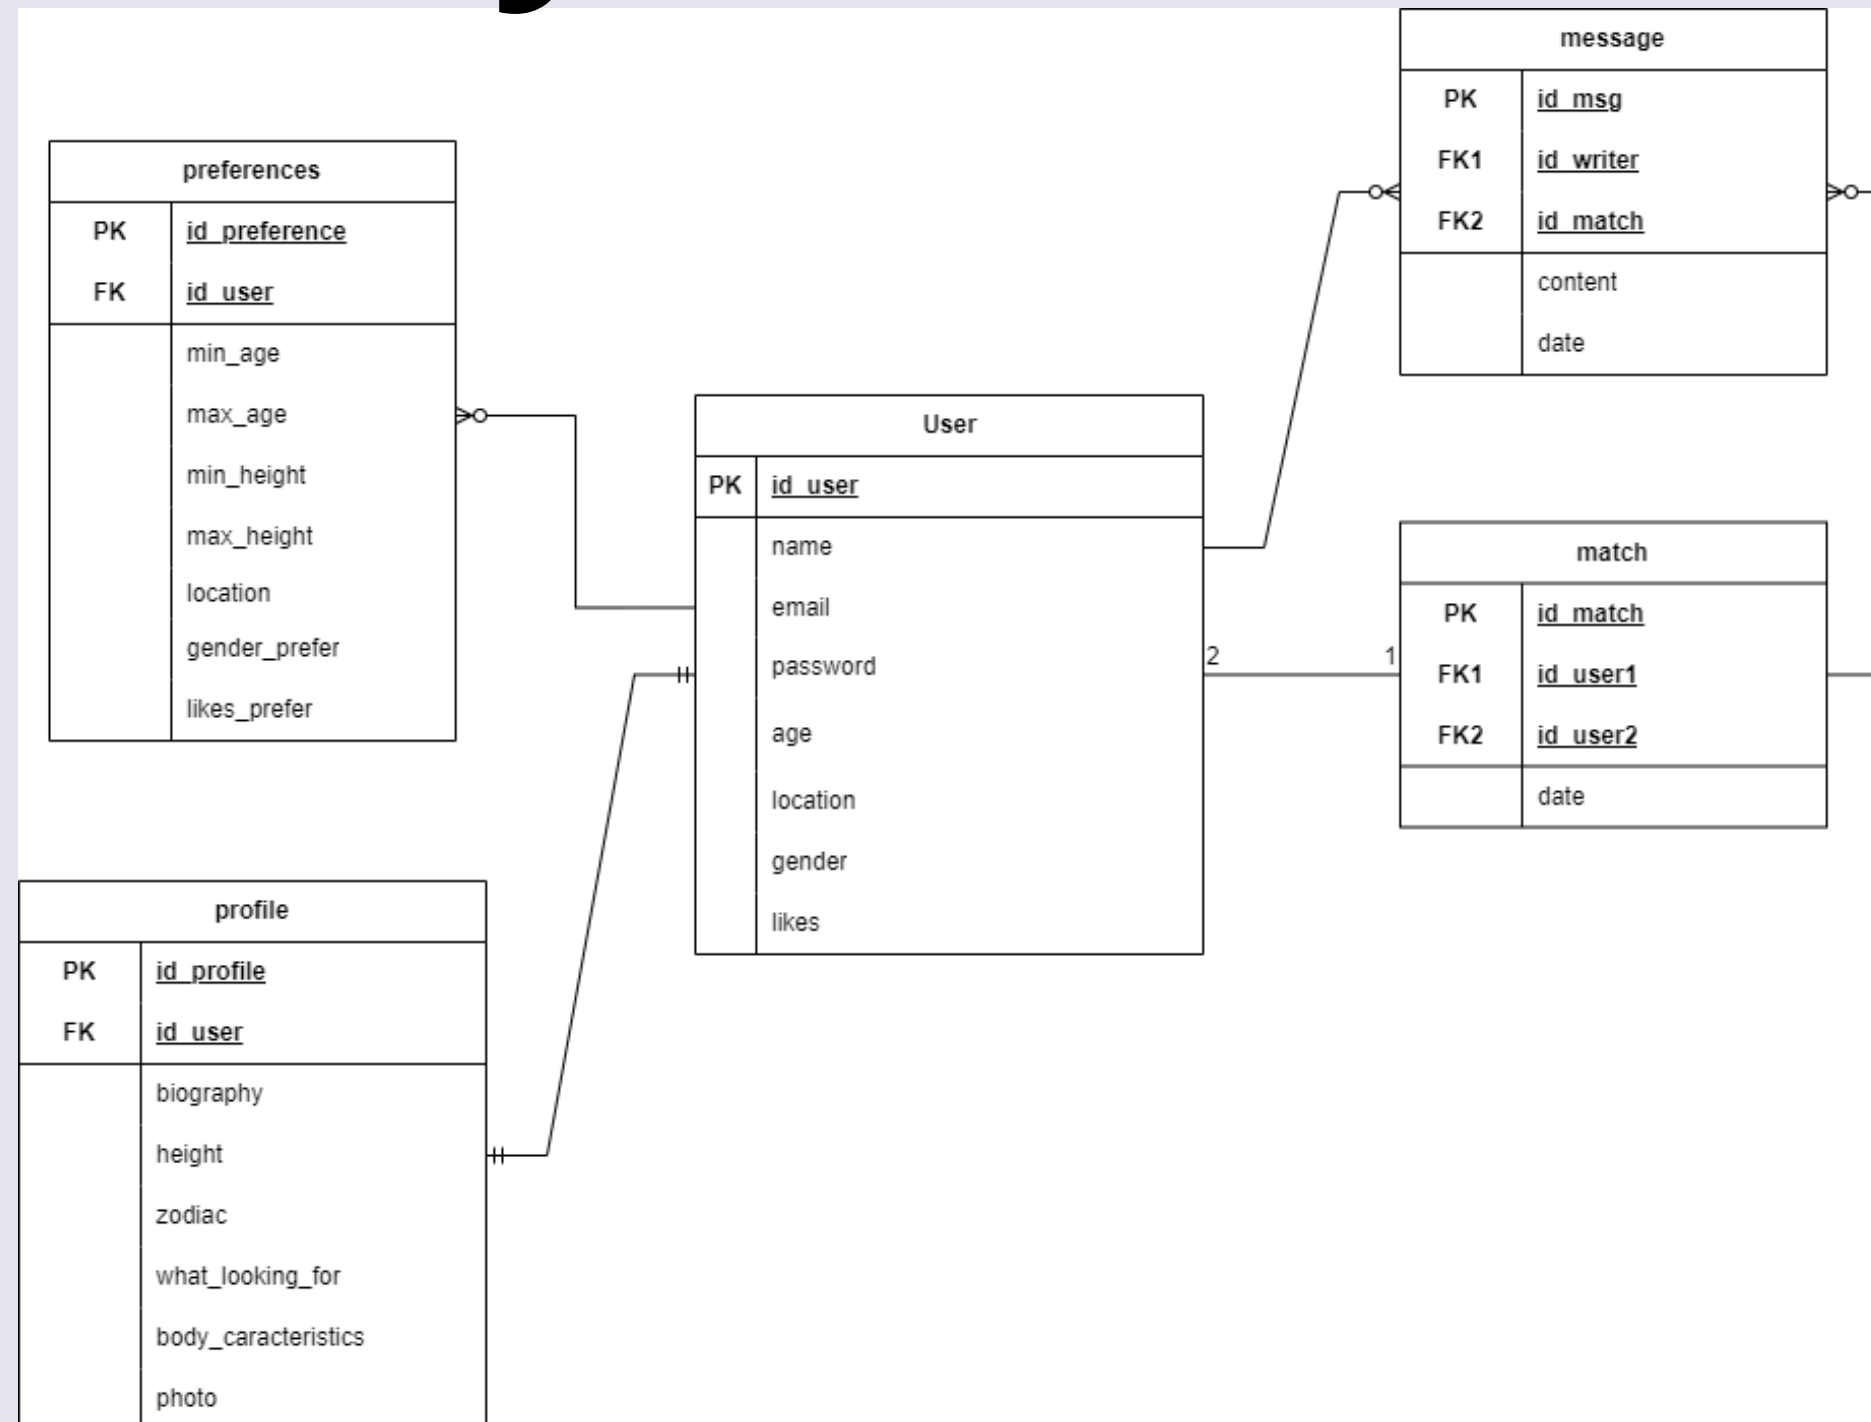 message
PK id_msg
FK1 id_writer
FK2 id_match
content
date
preferences
PK id_preference
FK id_user
min_age
max_age
min_height
max_height
location
gender_prefer
likes_prefer
User
PK id_user
name
email
password
age
location
gender
likes
2 1
match
PK id_match
FK1 id_user1
FK2 id_user2
date
profile
PK id_profile
FK id_user
biography
height
zodiac
what_looking_for
body_caracteristics
photo